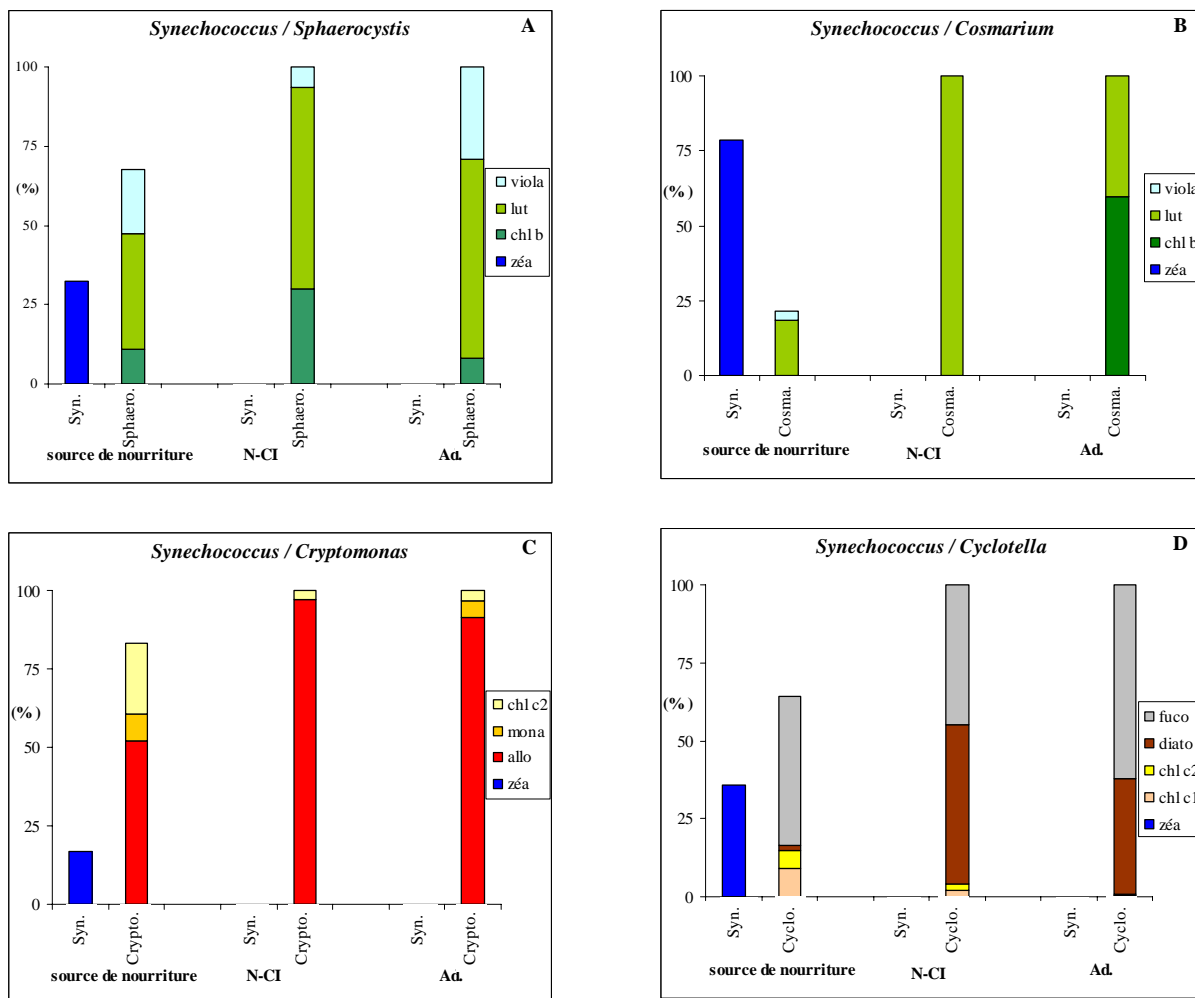 Synechococcus / Sphaerocystis
A
100
75
(%)
50
25
0
viola
lut
chl b
zéa
Syn.
Sphaero.
Syn.
Sphaero.
Syn.
Sphaero.
source de nourriture
N-CI
Ad.
Synechococcus / Cosmarium
B
100
75
(%)
50
25
0
viola
lut
chl b
zéa
Syn.
Cosma.
Syn.
Cosma.
Syn.
Cosma.
source de nourriture
N-CI
Ad.
Synechococcus / Cryptomonas
C
100
75
(%)
50
25
0
chl c2
mona
allo
zéa
Syn.
Crypto.
Syn.
Crypto.
Syn.
Crypto.
source de nourriture
N-CI
Ad.
Synechococcus / Cyclotella
D
100
75
(%)
50
25
0
fuco
diato
chl c2
chl c1
zéa
Syn.
Cyclo.
Syn.
Cyclo.
Syn.
Cyclo.
source de nourriture
N-CI
Ad.